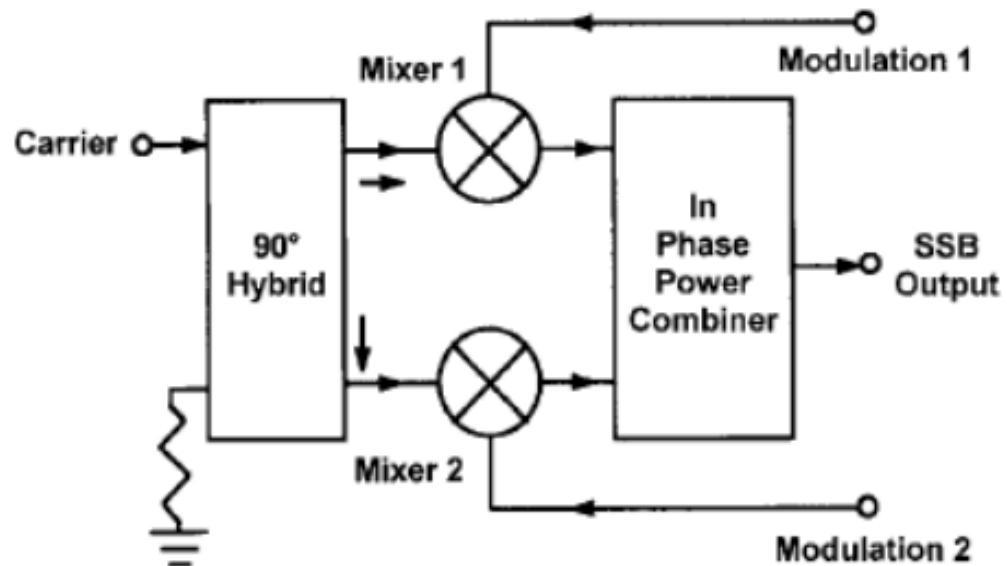 Modulation 1
Mixer 1
Carrier
90°
Hybrid
In
Phase
Power
Combiner
SSB
Output
Mixer 2
Modulation 2